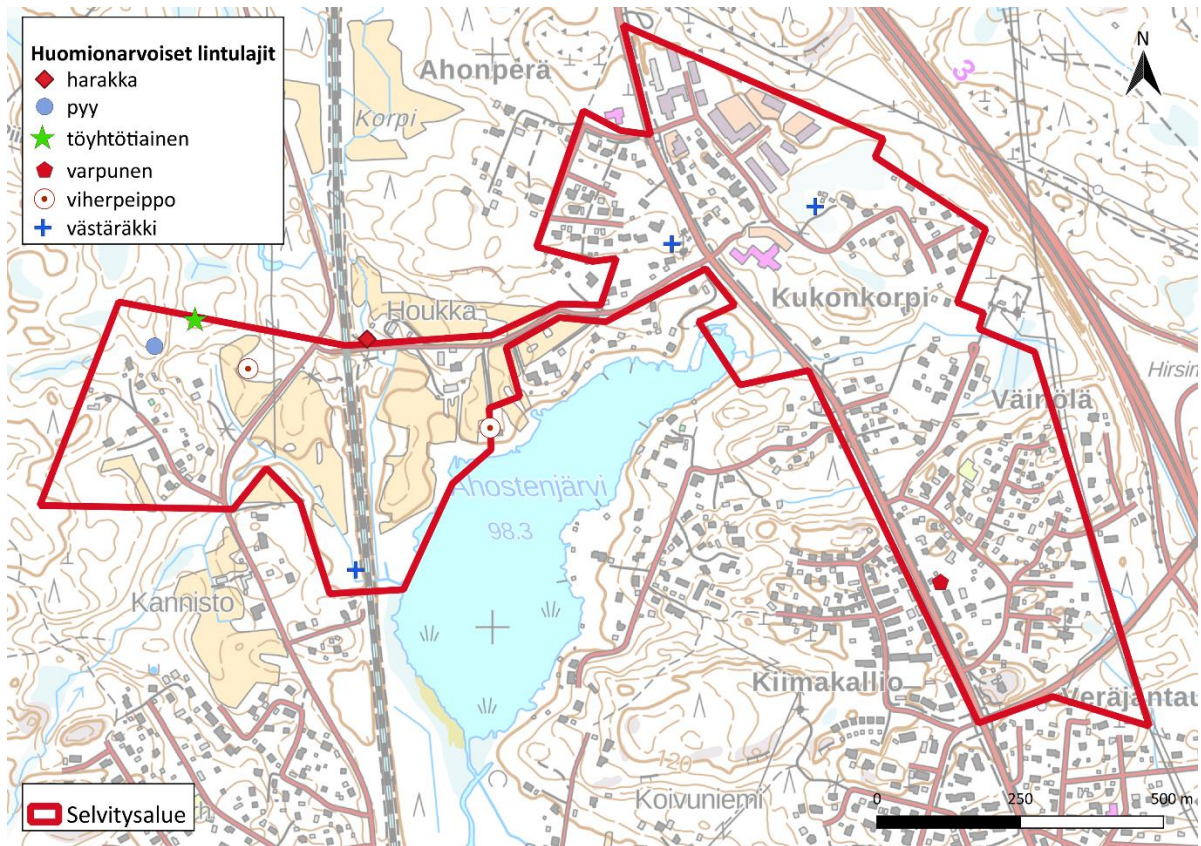 Huomionarvoiset lintulajit
harakka
pyy
töyhtötiainen
varpunen
viherpeippo
västäräkki
Ahonperä
Korpi
3
N
Houkka
Kukonkorpi
Väinölä
Ahostenjärvi
98.3
Kannisto
Kiimakallio
120
Koivuniemi
Selvitysalue
0 250 500 m